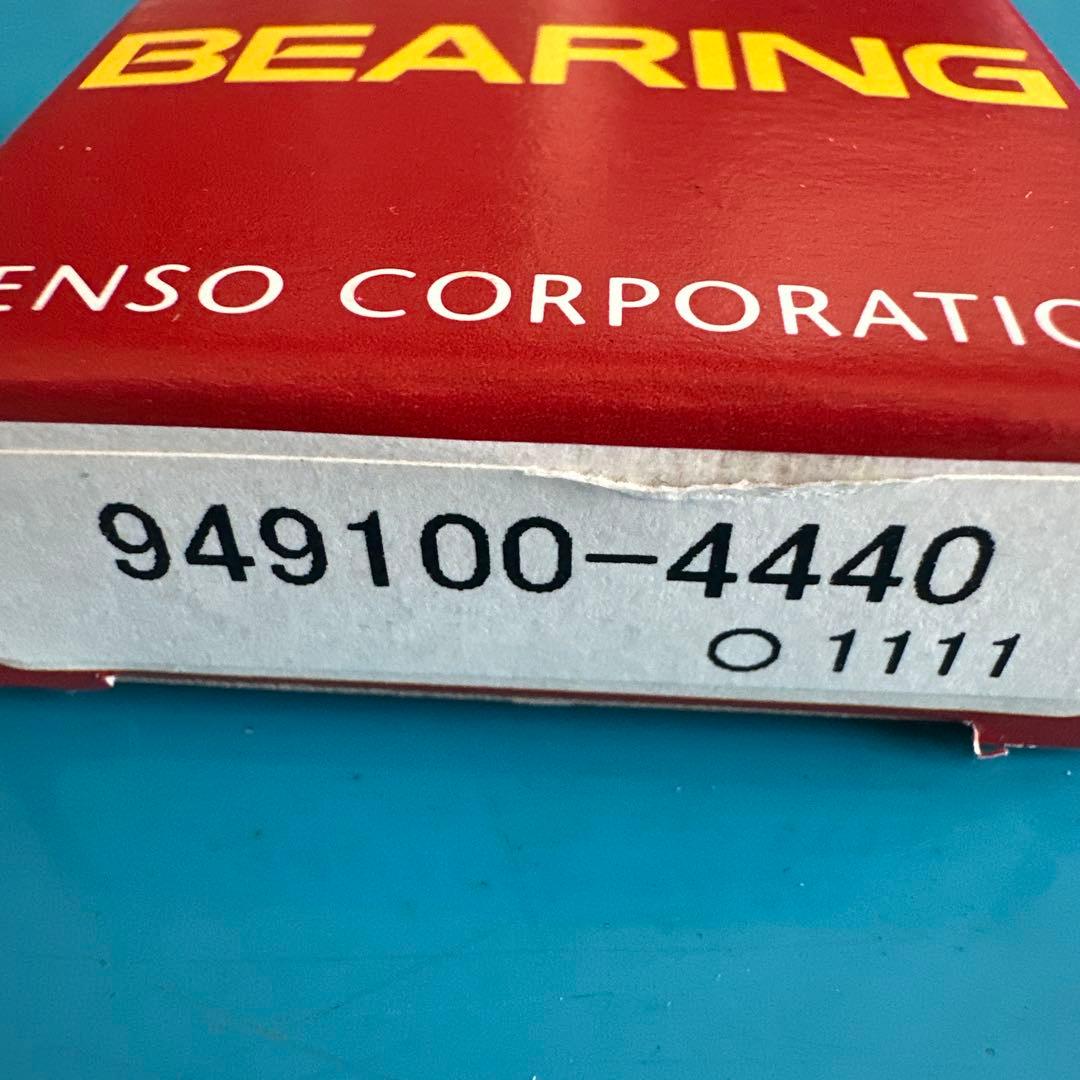 BEARING
ENSO CORPORATIO
949100-4440
O 1111